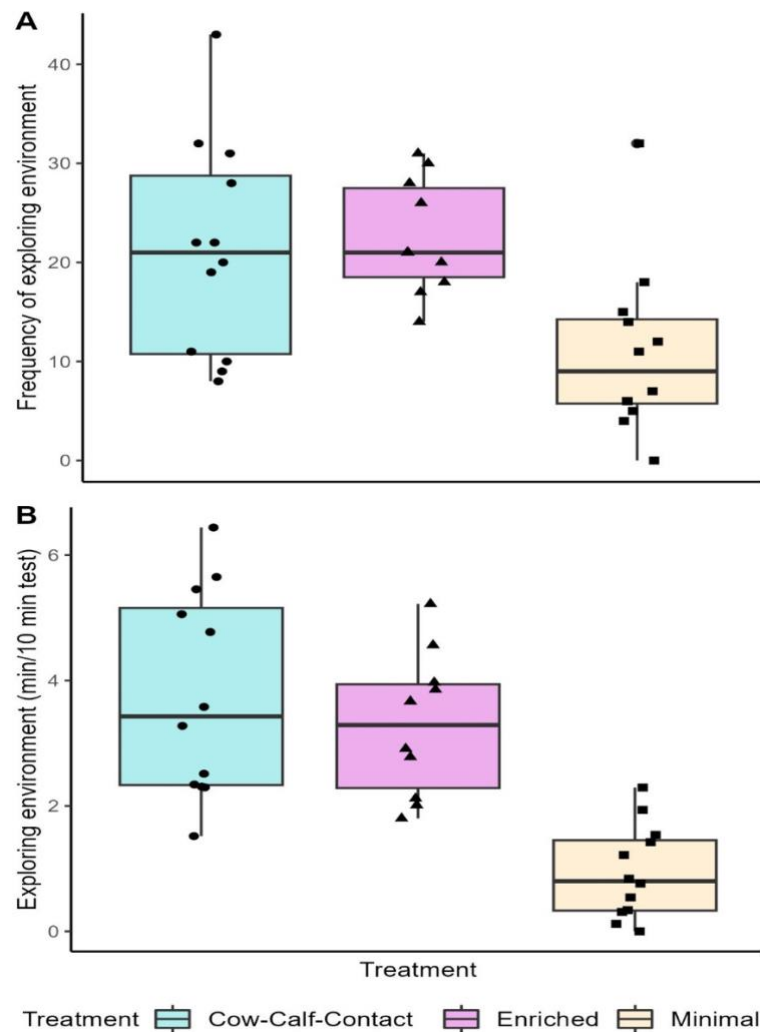 A
Frequency of exploring environment
40
30
20
10
0
B
Exploring environment (min/10 min test)
6
4
2
0
Treatment
Treatment Cow-Calf-Contact Enriched Minimal